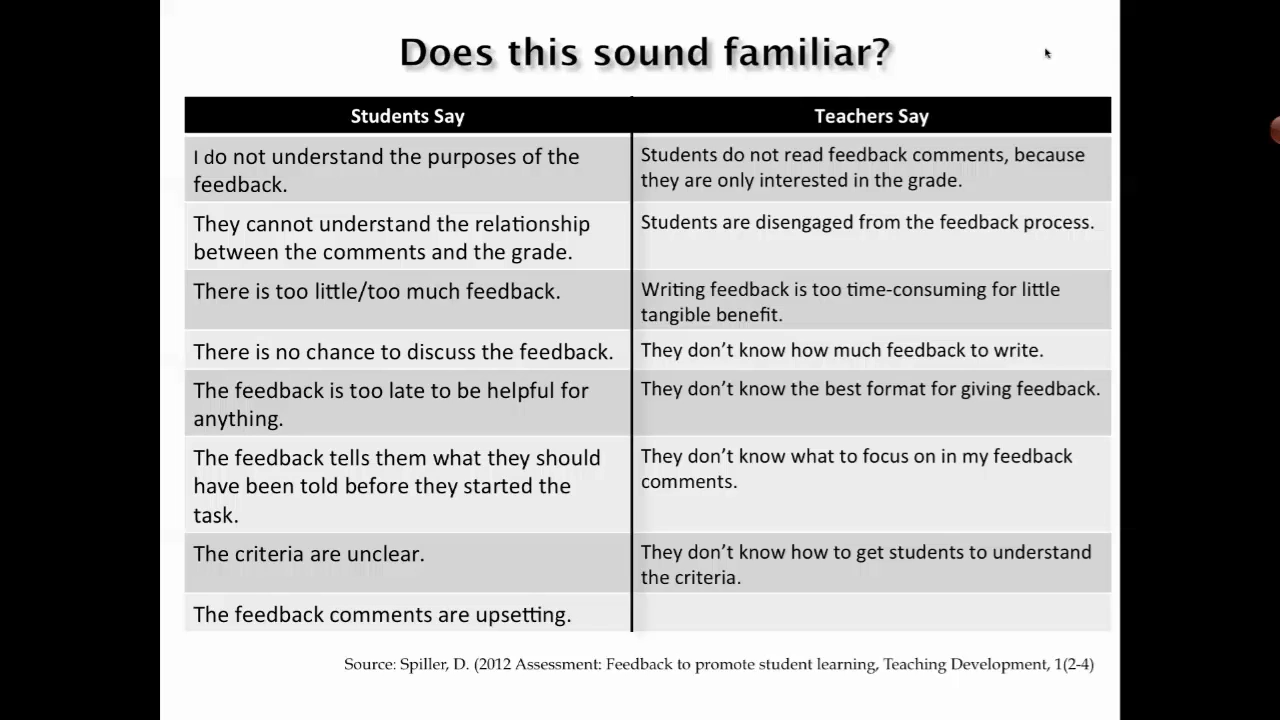 Does this sound familiar?
Students Say
Teachers Say
I do not understand the purposes of the
feedback.
Students do not read feedback comments, because
they are only interested in the grade.
They cannot understand the relationship
between the comments and the grade.
Students are disengaged from the feedback process.
There is too little/too much feedback.
Writing feedback is too time-consuming for little
tangible benefit.
There is no chance to discuss the feedback.
They don’t know how much feedback to write.
The feedback is too late to be helpful for
anything.
They don’t know the best format for giving feedback.
The feedback tells them what they should
have been told before they started the
task.
They don’t know what to focus on in my feedback
comments.
The criteria are unclear.
They don’t know how to get students to understand
the criteria.
The feedback comments are upsetting.
Source: Spiller, D. (2012 Assessment: Feedback to promote student learning, Teaching Development, 1(2-4)